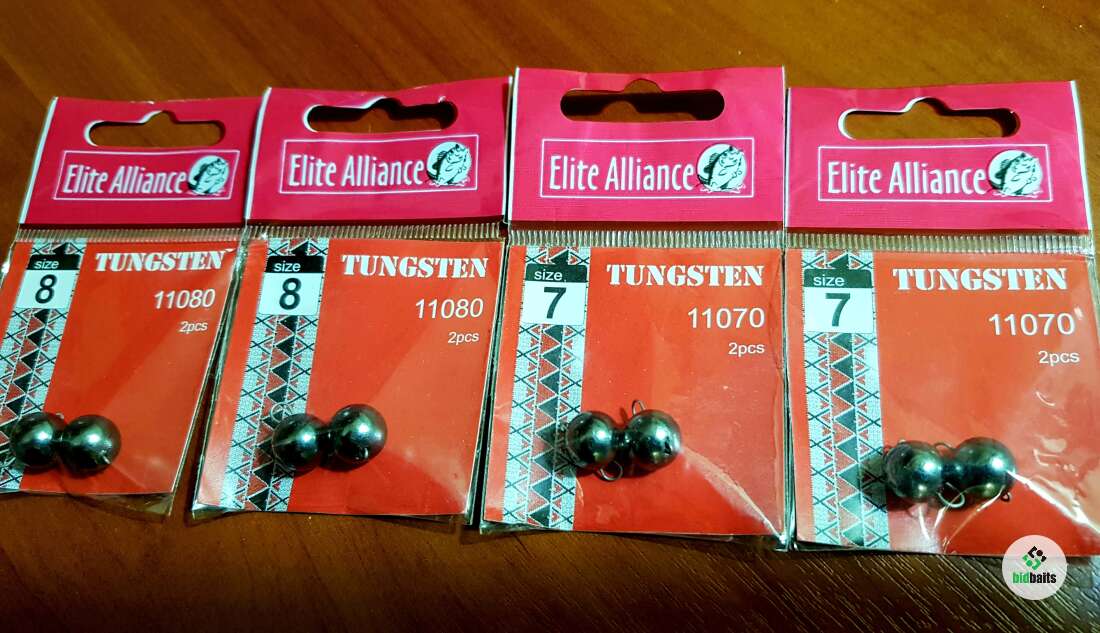 Elite Alliance
size
8
TUNGSTEN
11080
2pcs
Elite Alliance
size
8
TUNGSTEN
11080
2pcs
Elite Alliance
size
7
TUNGSTEN
11070
2pcs
Elite Alliance
size
7
TUNGSTEN
11070
2pcs
bidbaits